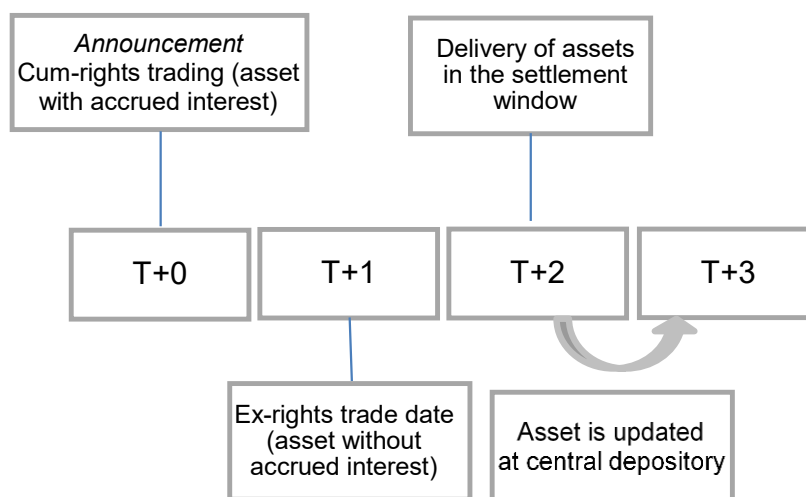 Announcement
Cum-rights trading (asset
with accrued interest)
Delivery of assets
in the settlement
window
T+0
T+1
T+2
T+3
Ex-rights trade date
(asset without
accrued interest)
Asset is updated
at central depository